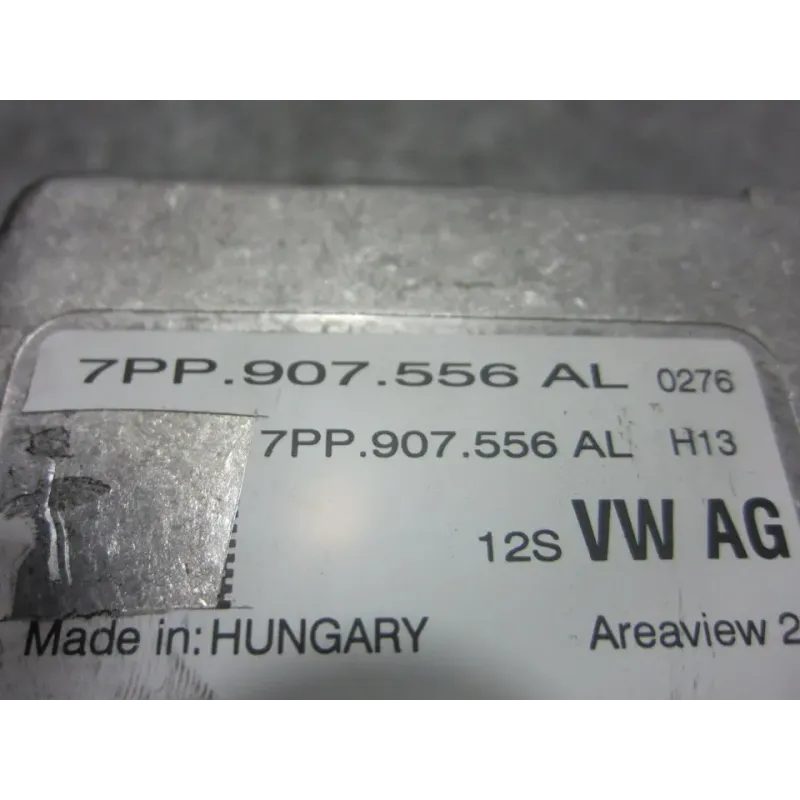 7PP.907.556 AL 0276
7PP.907.556 AL H13
12S VW AG
Made in: HUNGARY Areaview 2